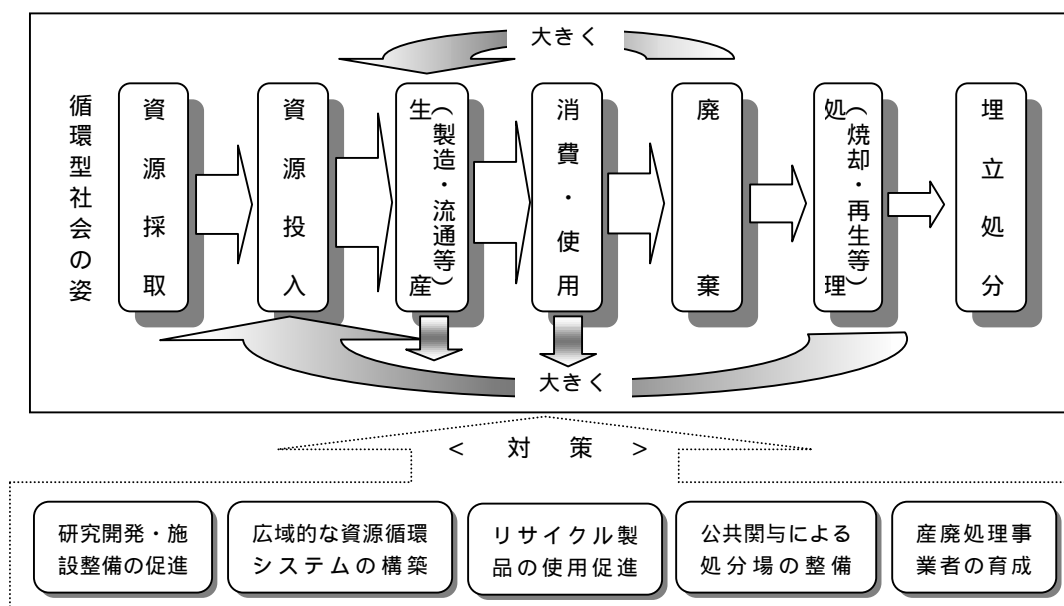 大きく
循環型社会の姿
資源採取
資源投入
生産
(製造・流通等)
消費・使用
廃棄
処理
(焼却・再生等)
埋立処分
大きく
< 対 策 >
研究開発・施
設整備の促進
広域的な資源循環
システムの構築
リサイクル製
品の使用促進
公共関与による
処分場の整備
産廃処理事
業者の育成